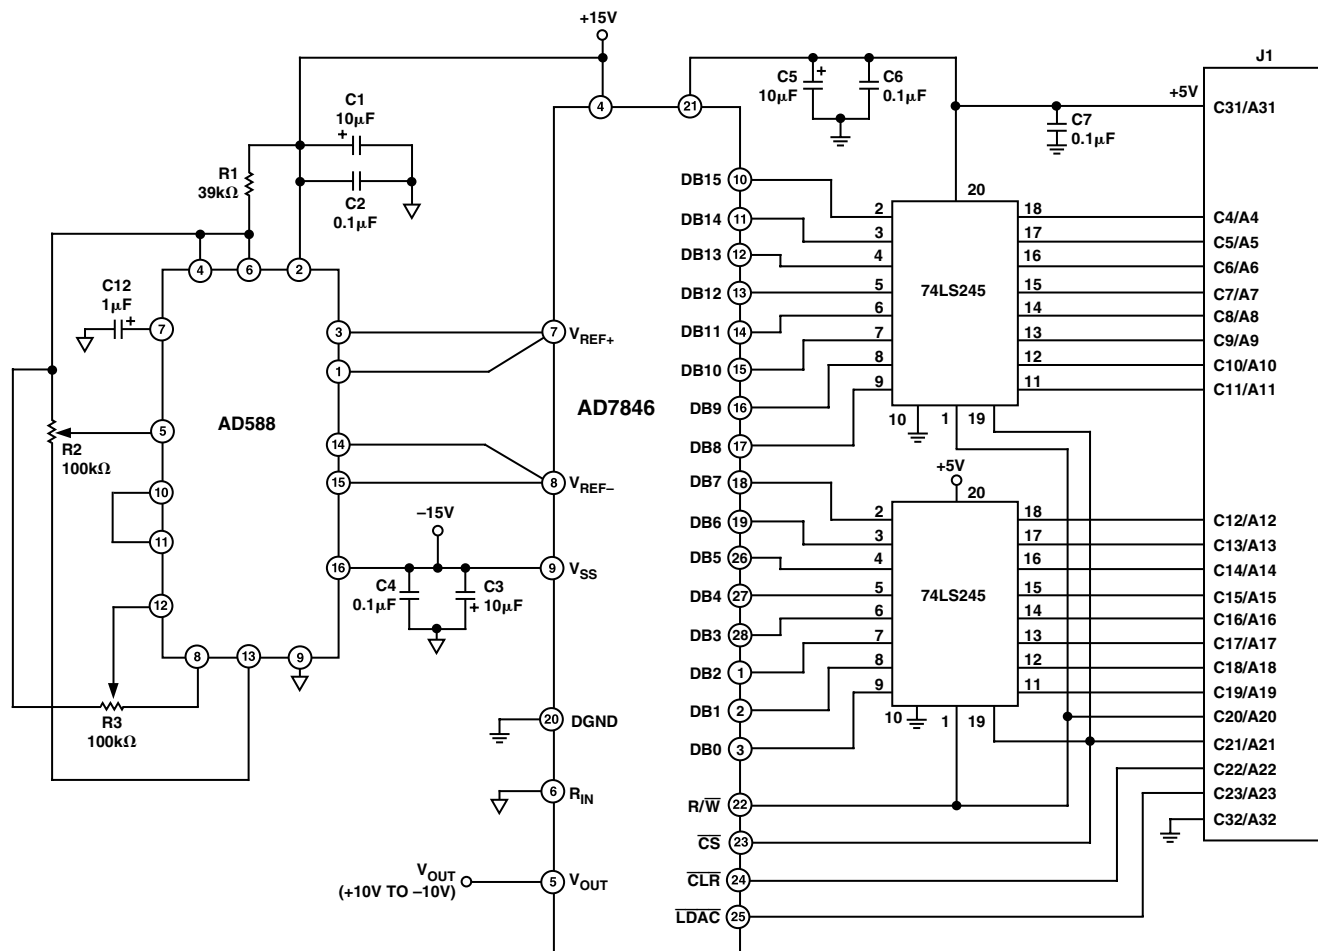 +15V
J1
C5
10µF
+
C6
0.1µF
+5V
C31/A31
C7
0.1µF
4
21
C1
10µF
+
R1
39kΩ
C2
0.1µF
4
6
2
C12
1µF
+
7
3
1
7
VREF+
AD588
AD7846
5
R2
100kΩ
14
15
8
VREF–
10
11
–15V
16
9
VSS
C4
0.1µF
C3
+ 10µF
12
8
13
9
R3
100kΩ
20
DGND
6
RIN
VOUT
(+10V TO –10V)
5
VOUT
DB15
10
DB14
11
DB13
12
DB12
13
DB11
14
DB10
15
DB9
16
DB8
17
DB7
18
DB6
19
DB5
26
DB4
27
DB3
28
DB2
1
DB1
2
DB0
3
R/W̅
22
C̅S̅
23
C̅L̅R̅
24
L̅D̅A̅C̅
25
20
2
3
4
5
6
7
8
9
74LS245
18
17
16
15
14
13
12
11
10
1
19
C4/A4
C5/A5
C6/A6
C7/A7
C8/A8
C9/A9
C10/A10
C11/A11
+5V
20
2
3
4
5
6
7
8
9
74LS245
18
17
16
15
14
13
12
11
10
1
19
C12/A12
C13/A13
C14/A14
C15/A15
C16/A16
C17/A17
C18/A18
C19/A19
C20/A20
C21/A21
C22/A22
C23/A23
C32/A32